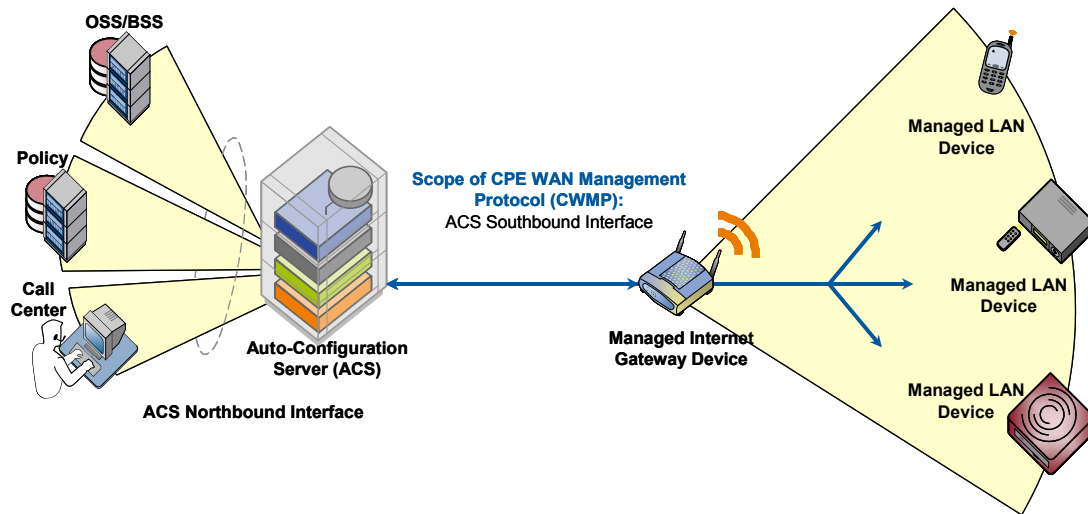 OSS/BSS
Policy
Call
Center
ACS Northbound Interface
Auto-Configuration
Server (ACS)
Scope of CPE WAN Management
Protocol (CWMP):
ACS Southbound Interface
Managed Internet
Gateway Device
Managed LAN
Device
Managed LAN
Device
Managed LAN
Device